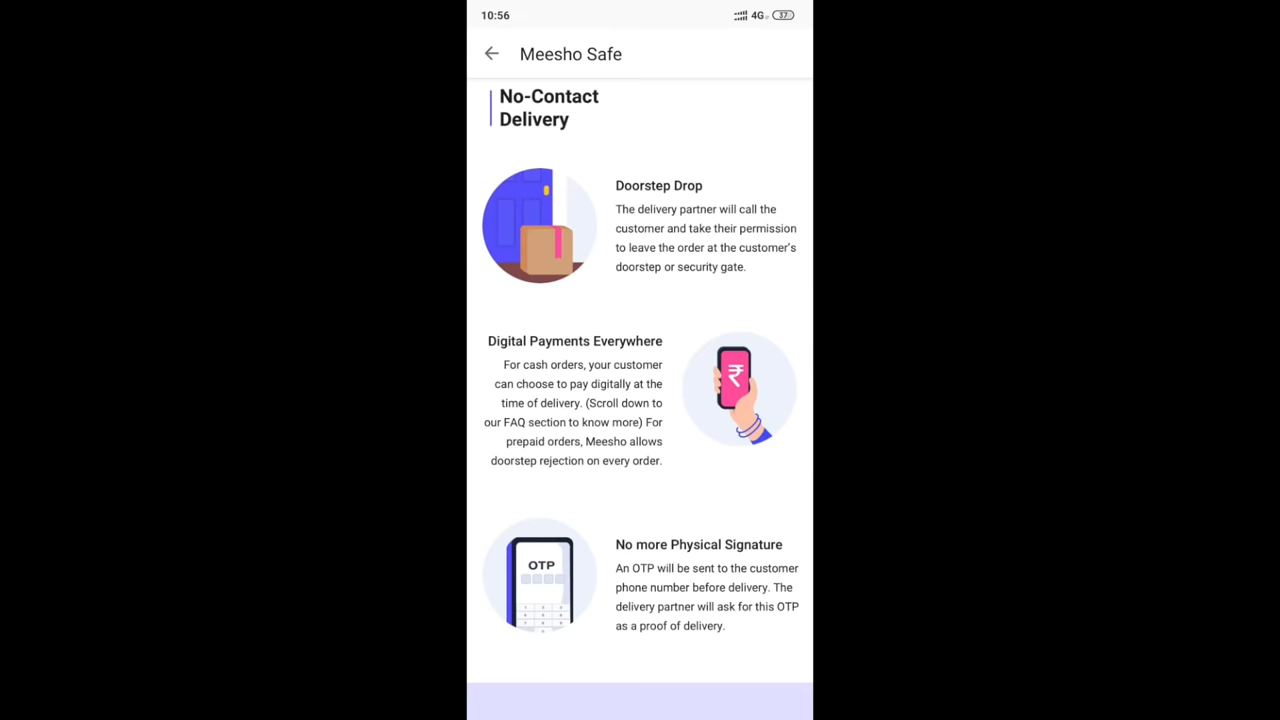 10:56
4G
37
Meesho Safe
No-Contact
Delivery
Doorstep Drop
The delivery partner will call the
customer and take their permission
to leave the order at the customer's
doorstep or security gate.
Digital Payments Everywhere
For cash orders, your customer
can choose to pay digitally at the
time of delivery. (Scroll down to
our FAQ section to know more) For
prepaid orders, Meesho allows
doorstep rejection on every order.
₹
OTP
No more Physical Signature
An OTP will be sent to the customer
phone number before delivery. The
delivery partner will ask for this OTP
as a proof of delivery.